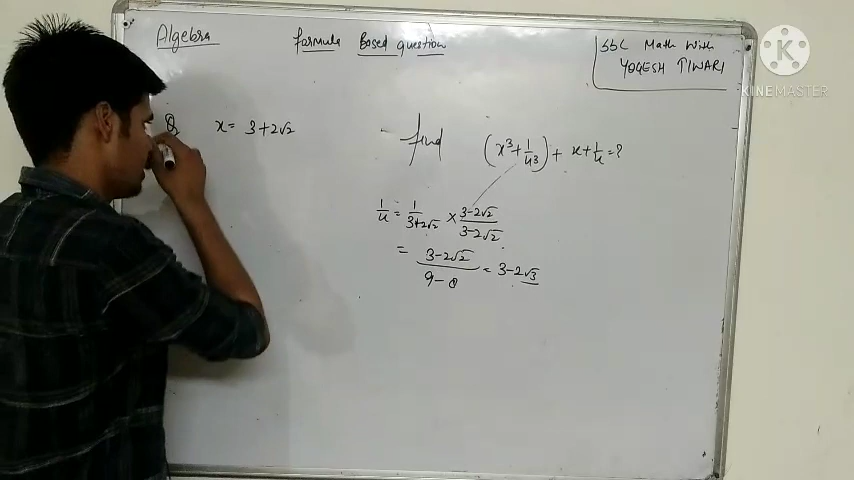 Algebra
formula Based question
SSC Math With
YOGESH TIWARI
KINEMASTER
Q x = 3+2√2
find (x³+1/x³) + x+1/x=?
1/x = 1/3+2√2 × 3-2√2/3-2√2
= 3-2√2/9-8 = 3-2√3